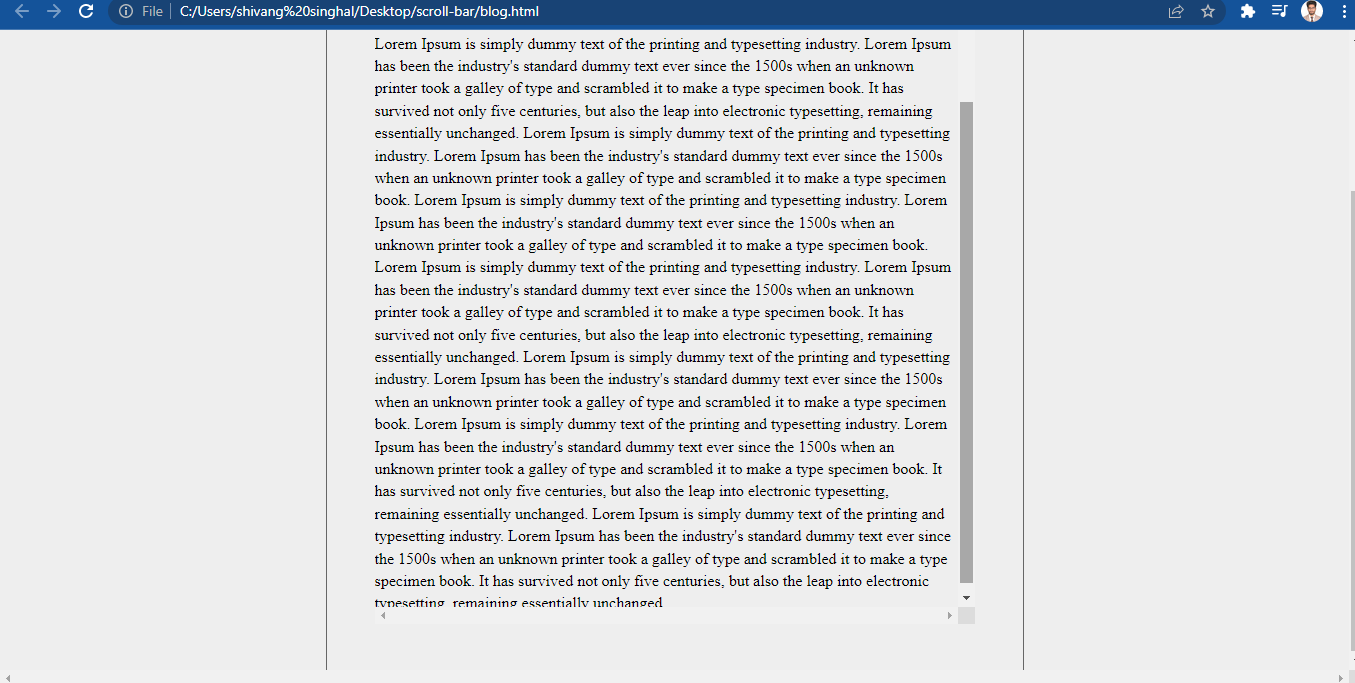 File C:/Users/shivang%20singhal/Desktop/scroll-bar/blog.html
Lorem Ipsum is simply dummy text of the printing and typesetting industry. Lorem Ipsum
has been the industry's standard dummy text ever since the 1500s when an unknown
printer took a galley of type and scrambled it to make a type specimen book. It has
survived not only five centuries, but also the leap into electronic typesetting, remaining
essentially unchanged. Lorem Ipsum is simply dummy text of the printing and typesetting
industry. Lorem Ipsum has been the industry's standard dummy text ever since the 1500s
when an unknown printer took a galley of type and scrambled it to make a type specimen
book. Lorem Ipsum is simply dummy text of the printing and typesetting industry. Lorem
Ipsum has been the industry's standard dummy text ever since the 1500s when an
unknown printer took a galley of type and scrambled it to make a type specimen book.
Lorem Ipsum is simply dummy text of the printing and typesetting industry. Lorem Ipsum
has been the industry's standard dummy text ever since the 1500s when an unknown
printer took a galley of type and scrambled it to make a type specimen book. It has
survived not only five centuries, but also the leap into electronic typesetting, remaining
essentially unchanged. Lorem Ipsum is simply dummy text of the printing and typesetting
industry. Lorem Ipsum has been the industry's standard dummy text ever since the 1500s
when an unknown printer took a galley of type and scrambled it to make a type specimen
book. Lorem Ipsum is simply dummy text of the printing and typesetting industry. Lorem
Ipsum has been the industry's standard dummy text ever since the 1500s when an
unknown printer took a galley of type and scrambled it to make a type specimen book. It
has survived not only five centuries, but also the leap into electronic typesetting,
remaining essentially unchanged. Lorem Ipsum is simply dummy text of the printing and
typesetting industry. Lorem Ipsum has been the industry's standard dummy text ever since
the 1500s when an unknown printer took a galley of type and scrambled it to make a type
specimen book. It has survived not only five centuries, but also the leap into electronic
typesetting, remaining essentially unchanged